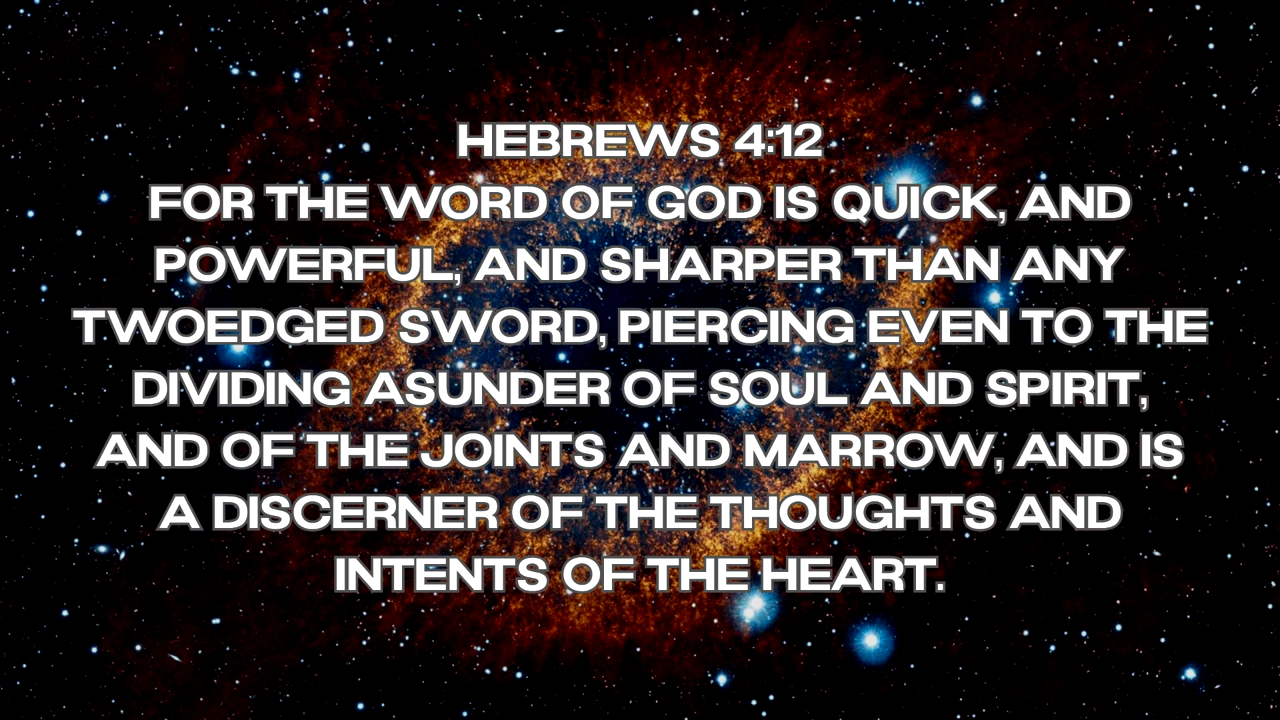 HEBREWS 4:12
FOR THE WORD OF GOD IS QUICK, AND
POWERFUL, AND SHARPER THAN ANY
TWOEDGED SWORD, PIERCING EVEN TO THE
DIVIDING ASUNDER OF SOUL AND SPIRIT,
AND OF THE JOINTS AND MARROW, AND IS
A DISCERNER OF THE THOUGHTS AND
INTENTS OF THE HEART.